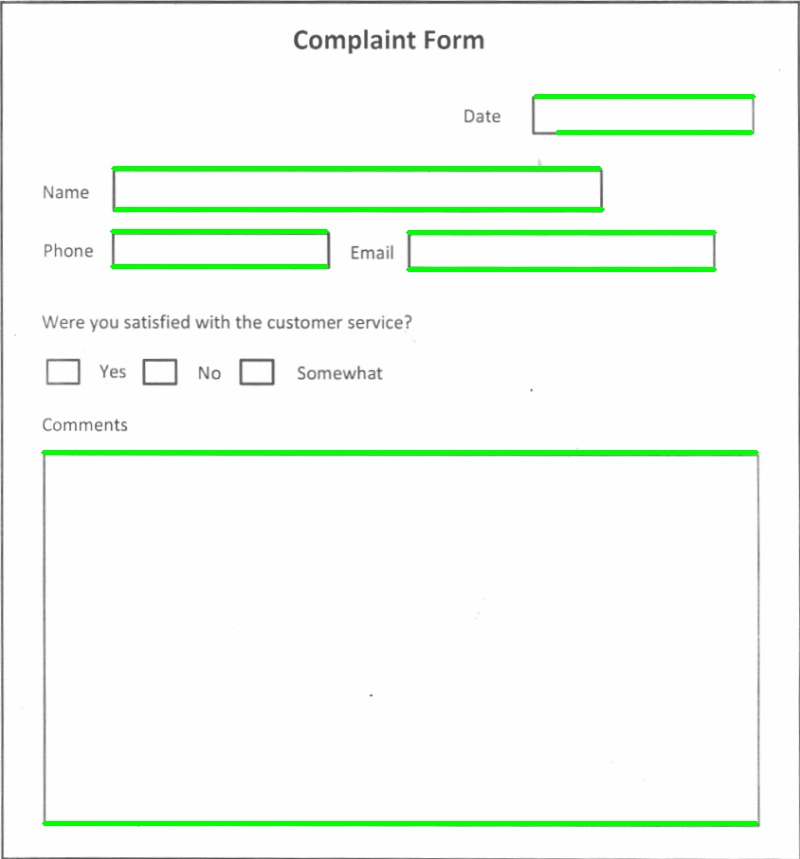 Complaint Form
Date
Name
Phone Email
Were you satisfied with the customer service?
Yes No Somewhat
Comments